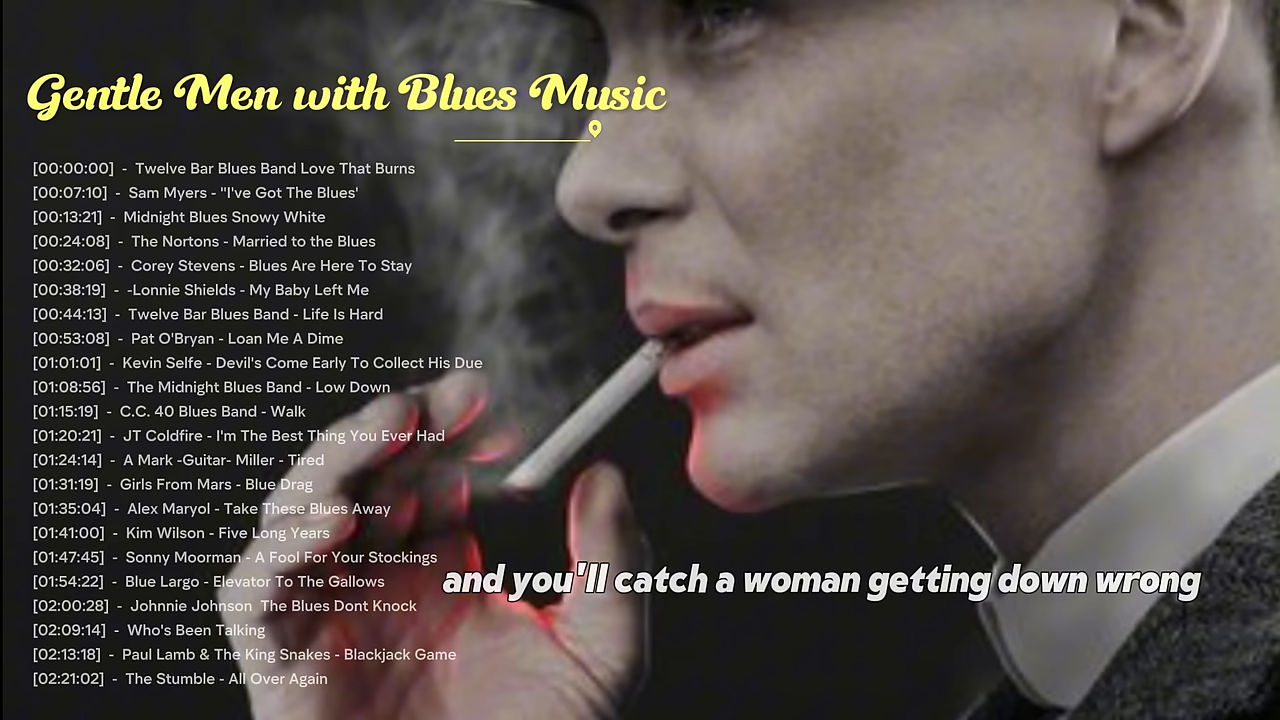 Gentle Men with Blues Music
[00:00:00] - Twelve Bar Blues Band Love That Burns
[00:07:10] - Sam Myers - "I've Got The Blues'
[00:13:21] - Midnight Blues Snowy White
[00:24:08] - The Nortons - Married to the Blues
[00:32:06] - Corey Stevens - Blues Are Here To Stay
[00:38:19] - -Lonnie Shields - My Baby Left Me
[00:44:13] - Twelve Bar Blues Band - Life Is Hard
[00:53:08] - Pat O'Bryan - Loan Me A Dime
[01:01:01] - Kevin Selfe - Devil's Come Early To Collect His Due
[01:08:56] - The Midnight Blues Band - Low Down
[01:15:19] - C.C. 40 Blues Band - Walk
[01:20:21] - JT Coldfire - I'm The Best Thing You Ever Had
[01:24:14] - A Mark -Guitar- Miller - Tired
[01:31:19] - Girls From Mars - Blue Drag
[01:35:04] - Alex Maryol - Take These Blues Away
[01:41:00] - Kim Wilson - Five Long Years
[01:47:45] - Sonny Moorman - A Fool For Your Stockings
[01:54:22] - Blue Largo - Elevator To The Gallows
[02:00:28] - Johnnie Johnson The Blues Dont Knock
[02:09:14] - Who's Been Talking
[02:13:18] - Paul Lamb & The King Snakes - Blackjack Game
[02:21:02] - The Stumble - All Over Again
and you'll catch a woman getting down wrong